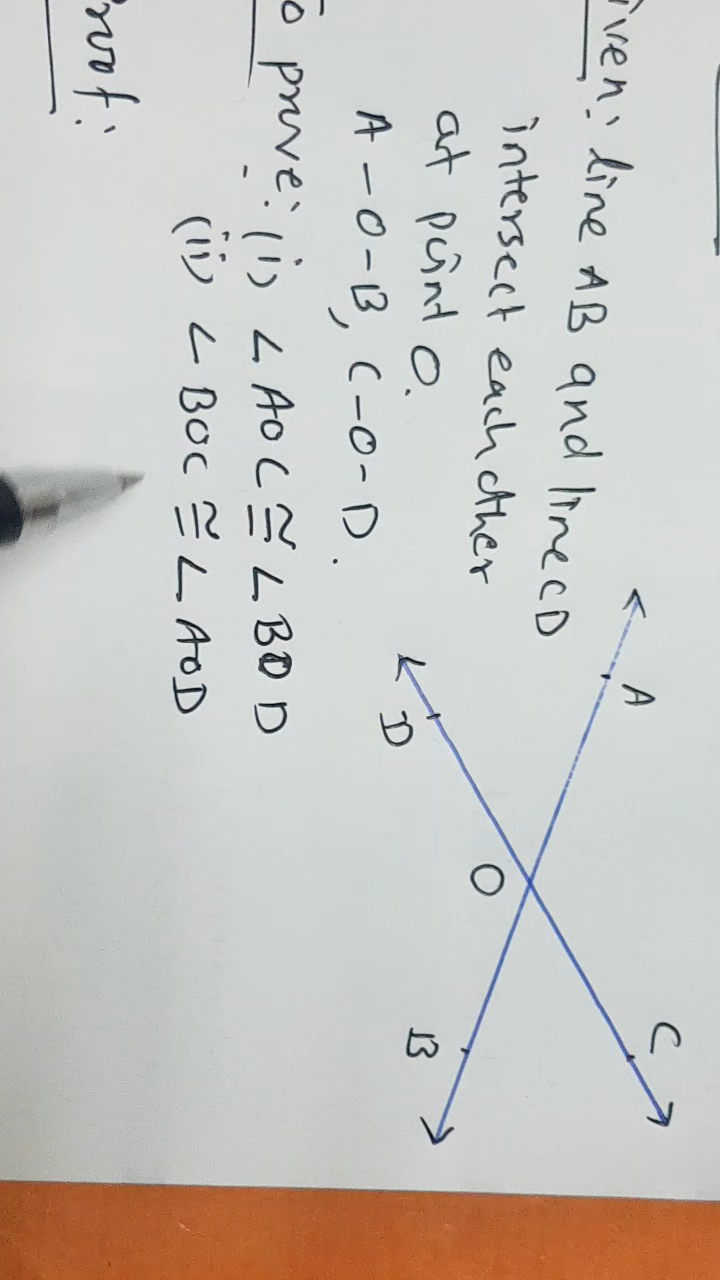 iven: line AB and line CD
intersect each other
at point O.
A-O-B, C-O-D.
o prove: (i) ∠AOC ≅ ∠BOD
(ii) ∠BOC ≅ ∠AOD
roof:
A
D
O
C
B